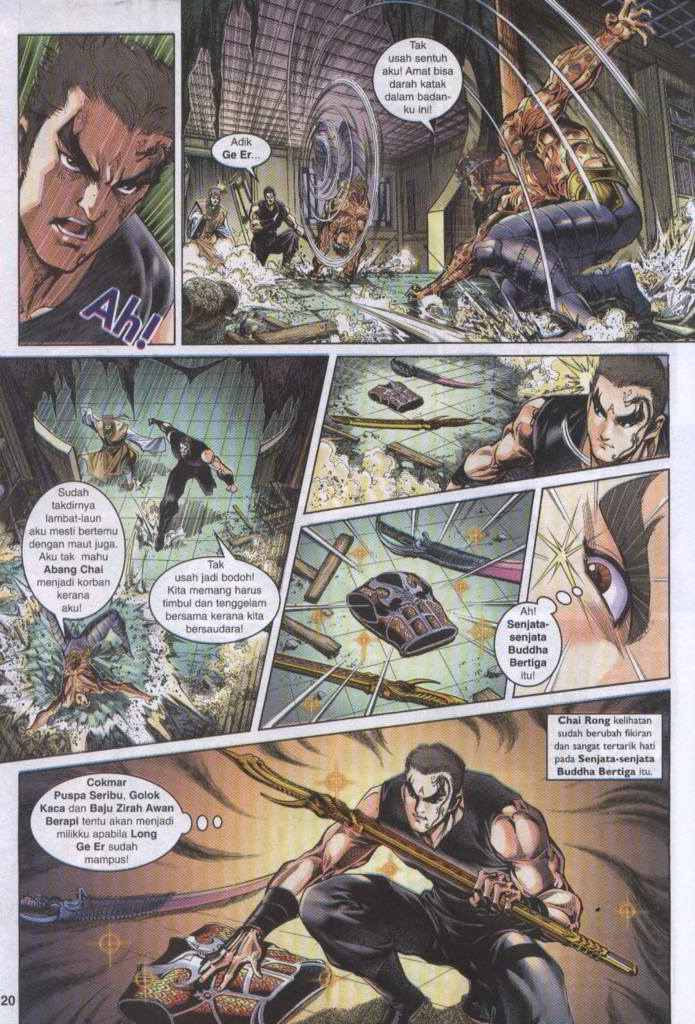 Ah!
Adik
Ge Er...
Tak
usah sentuh
aku! Amat bisa
darah katak
dalam badan-
ku ini!
Sudah
takdirnya
lambat-laun
aku mesti bertemu
dengan maut juga.
Aku tak mahu
Abang Chai
menjadi korban
kerana
aku!
Tak
usah jadi bodoh!
Kita memang harus
timbul dan tenggelam
bersama kerana kita
bersaudara!
Ah!
Senjata-
senjata
Buddha
Bertiga
itu!
Chai Rong kelihatan
sudah berubah fikiran
dan sangat tertarik hati
pada Senjata-senjata
Buddha Bertiga itu.
Cokmar
Puspa Seribu, Golok
Kaca dan Baju Zirah Awan
Berapi tentu akan menjadi
milikku apabila Long
Ge Er sudah
mampus!
20